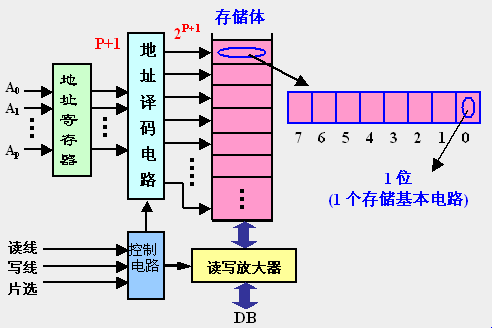 存储体
P+1
2^P+1
地址译码电路
地址寄存器
A0
A1
Ap
7 6 5 4 3 2 1 0
1 位
(1 个存储基本电路)
读线
写线
片选
控制
电路
读写放大器
DB